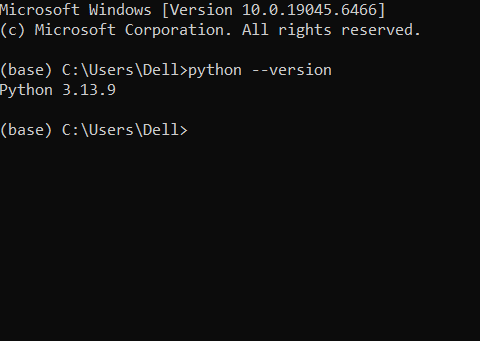 Microsoft Windows [Version 10.0.19045.6466]
(c) Microsoft Corporation. All rights reserved.
(base) C:\Users\Dell>python --version
Python 3.13.9
(base) C:\Users\Dell>